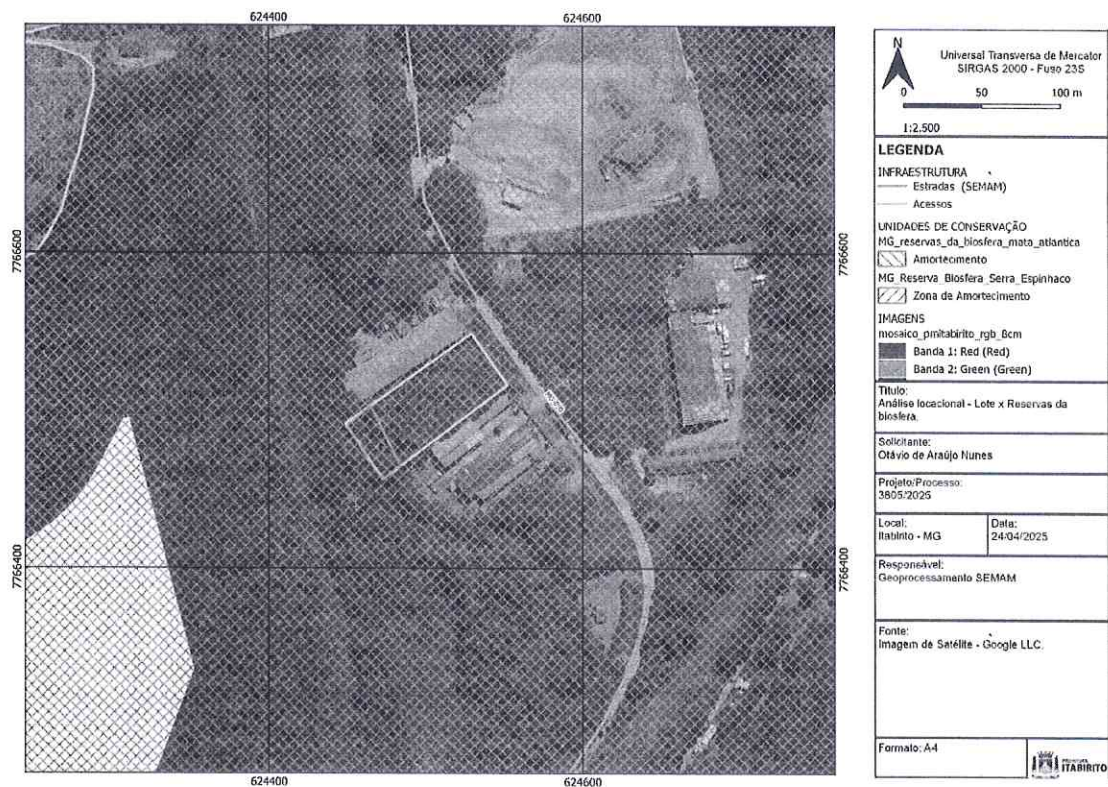 624400
624600
7766600
7766600
7766400
7766400
624400
624600
N
Universal Transversa de Mercator
SIRGAS 2000 - Fuso 23S
0 50 100 m
1:2.500
LEGENDA
INFRAESTRUTURA
Estradas (SEMAM)
Acessos
UNIDADES DE CONSERVAÇÃO
MG_reservas_da_biosfera_mata_atlantica
Amortecimento
MG_Reserva_Biosfera_Serra_Espinhaco
Zona de Amortecimento
IMAGENS
mosaico_pmitabirito_rgb_8cm
Banda 1: Red (Red)
Banda 2: Green (Green)
Título:
Análise locacional - Lote x Reservas da
biosfera.
Solicitante:
Otávio de Araújo Nunes
Projeto/Processo:
3805/2025
Local:
Itabirito - MG
Data:
24/04/2025
Responsável:
Geoprocessamento SEMAM
Fonte:
Imagem de Satélite - Google LLC.
Formato: A4
PREFEITURA
ITABIRITO